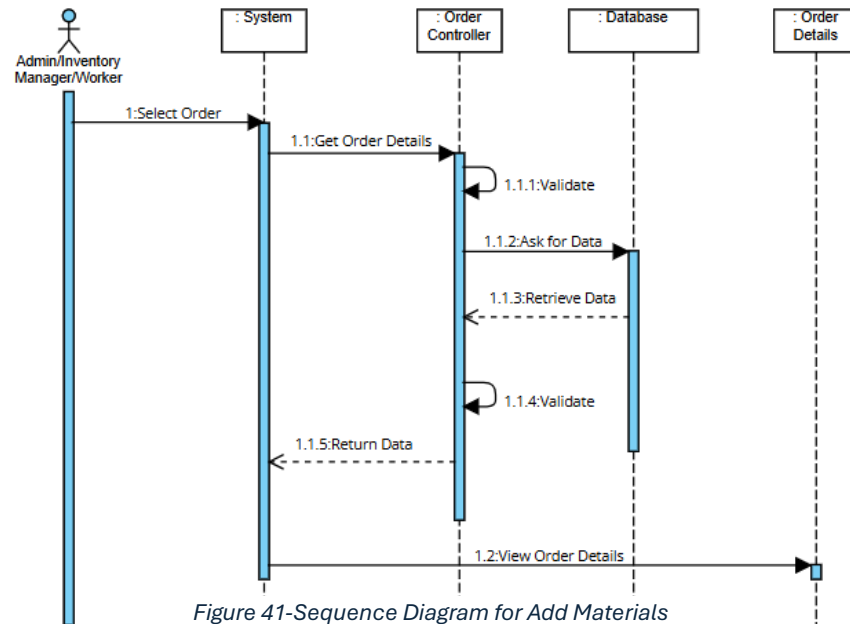 : System
: Order
Controller
: Database
: Order
Details
Admin/Inventory
Manager/Worker
1:Select Order
1.1:Get Order Details
1.1.1:Validate
1.1.2:Ask for Data
1.1.3:Retrieve Data
1.1.4:Validate
1.1.5:Return Data
1.2:View Order Details
Figure 41-Sequence Diagram for Add Materials